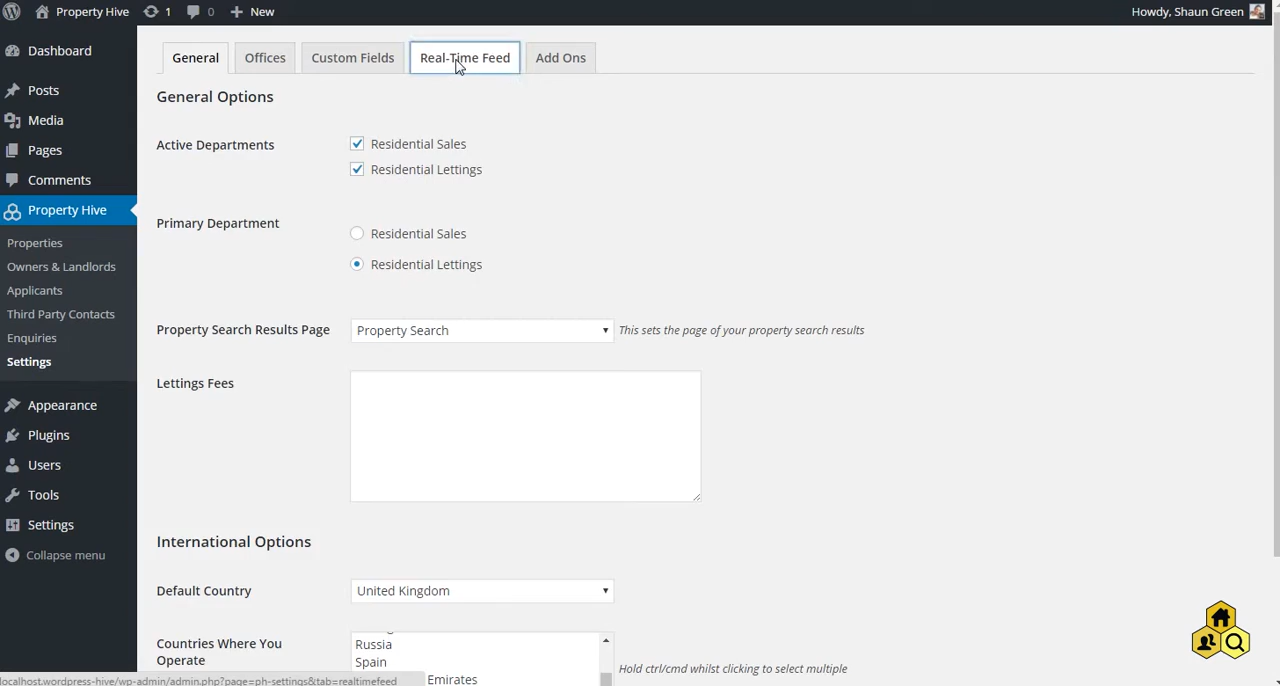 Property Hive 1 0 New Howdy, Shaun Green
Dashboard
Posts
Media
Pages
Comments
Property Hive
Properties
Owners & Landlords
Applicants
Third Party Contacts
Enquiries
Settings
Appearance
Plugins
Users
Tools
Settings
Collapse menu
General Offices Custom Fields Real-Time Feed Add Ons
General Options
Active Departments Residential Sales
Residential Lettings
Primary Department
Residential Sales
Residential Lettings
Property Search Results Page Property Search This sets the page of your property search results
Lettings Fees
International Options
Default Country United Kingdom
Countries Where You Operate
Russia
Spain
Emirates
Hold ctrl/cmd whilst clicking to select multiple
localhost.wordpress-hive/wp-admin/admin.php?page=ph-settings&tab=realtimefeed